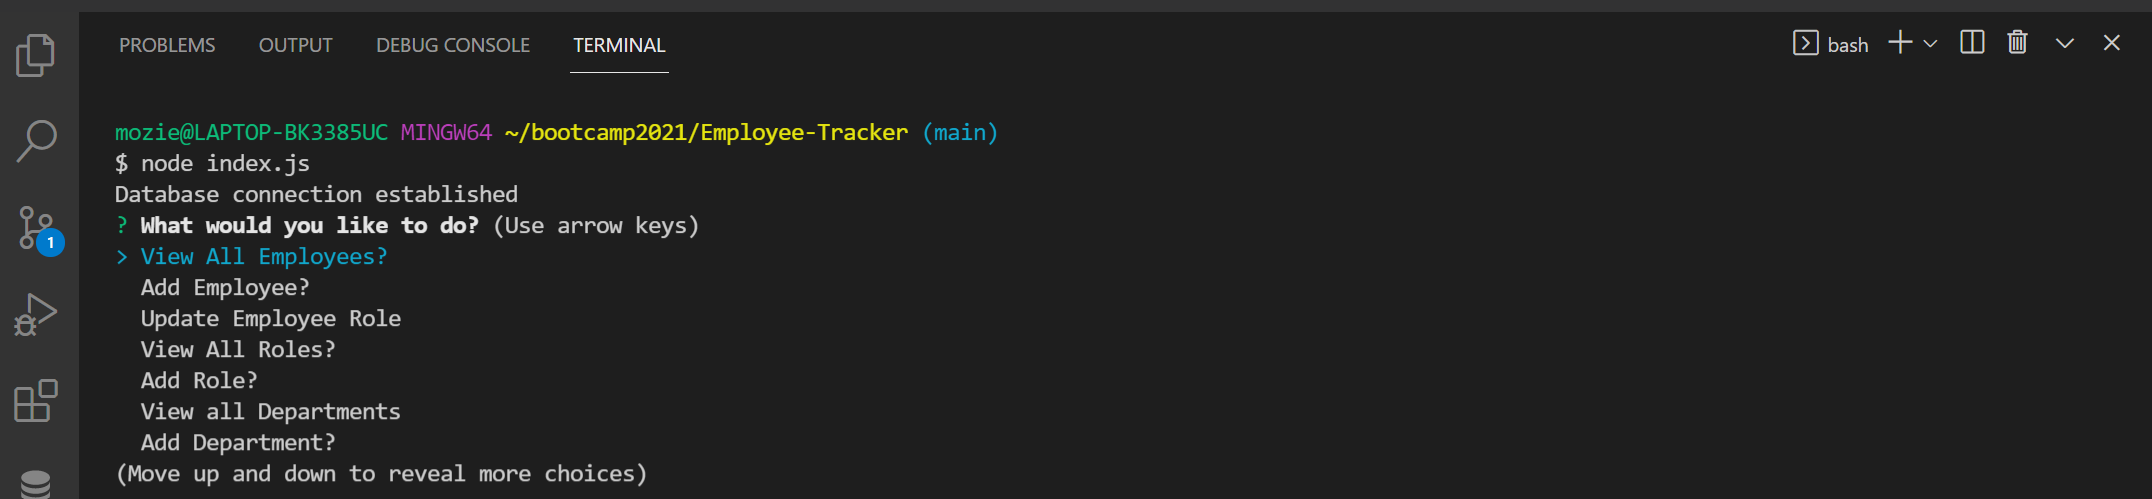 PROBLEMS OUTPUT DEBUG CONSOLE TERMINAL bash
mozie@LAPTOP-BK3385UC MINGW64 ~/bootcamp2021/Employee-Tracker (main)
$ node index.js
Database connection established
? What would you like to do? (Use arrow keys)
> View All Employees?
Add Employee?
Update Employee Role
View All Roles?
Add Role?
View all Departments
Add Department?
(Move up and down to reveal more choices)
1